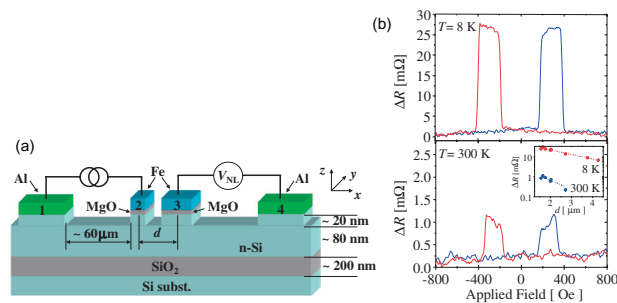 (a)
Al
Fe
V_NL
Al
z
y
x
1
2
3
4
MgO
MgO
~ 60μm
d
~ 20 nm
~ 80 nm
n-Si
SiO₂
~ 200 nm
Si subst.
(b)
T= 8 K
ΔR [mΩ]
30
25
20
15
10
5
0
T= 300 K
ΔR [mΩ]
2.5
2.0
1.5
1.0
0.5
0.0
ΔR [mΩ]
10
1
0.1
8 K
300 K
2 3 4
d [ μm]
-800 -400 0 400 800
Applied Field [ Oe]